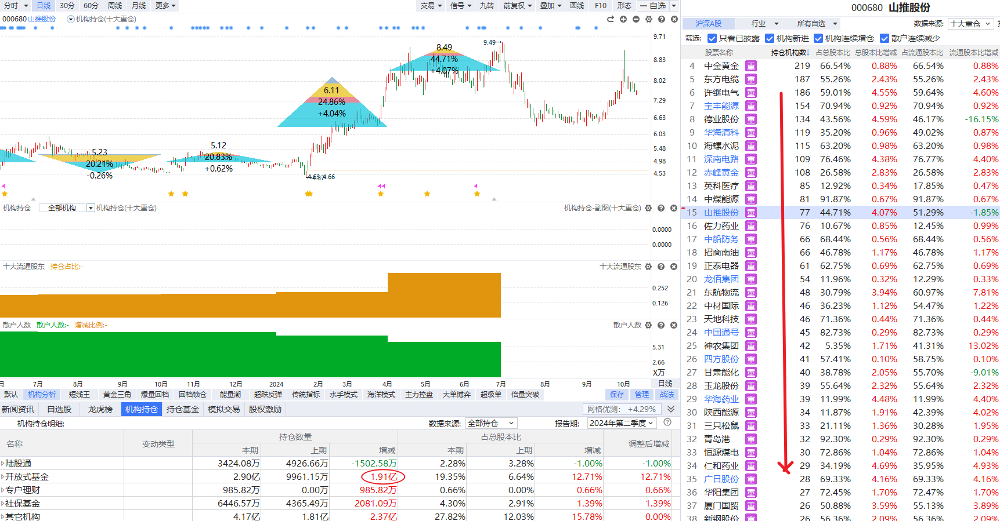 分时 日线 30分 60分 周线 月线 更多 交易 信号 九转 前复权 叠加 画线 F10 形态 一自选
000680 山推股份 机构持仓(十大重仓)
9.71
8.83
8.02
7.29
6.63
6.03
5.48
4.98
4.53
9.49
8.49
44.71%
+4.07%
6.11
24.86%
+4.04%
5.12
20.83%
+0.62%
5.23
20.21%
-0.26%
机构持仓 全部机构 机构持仓(十大重仓) 机构持仓-副图(十大重仓)
0.0000
0.0000
十大流通股东 持仓占比:- 十大流通股东
0.252
0.126
散户人数 散户人数:- 增减比例:- 散户人数
5.31
2.66
X万
月 7月 8月 9月 10月 11月 12月 2024 2月 3月 4月 5月 6月 7月 8月 9月 10月 日线
默认 机构分析 短线王 黄金三角 爆量回档 回档锁仓 能量潮 超跌反弹 传统指标 水手模式 海洋模式 主力控盘 大单博弈 超级单 倍量突破 保存 管理 战法
新闻资讯 自选股 龙虎榜 机构持仓 持仓基金 模拟交易 股权激励 网格优测: +4.29%
机构持仓明细: 数据来源: 全部持仓 报告期: 2024年第二季度
名称 变动类型 持仓数量 占总股本比 调整后增减
本期 上期 增减 本期 上期 增减
陆股通 3424.08万 4926.66万 -1502.58万 2.28% 3.28% -1.00% -1.00%
开放式基金 2.90亿 9961.15万 1.91亿 19.35% 6.64% 12.71% 12.71%
专户理财 985.82万 0.00万 985.82万 0.66% 0.00% 0.66% 0.66%
社保基金 6446.57万 4365.49万 2081.09万 4.30% 2.91% 1.39% 1.39%
其它机构 4.17亿 1.81亿 2.37亿 27.82% 12.03% 15.78% 0.00%
000680 山推股份
沪深A股 行业 所有自选 数据来源: 十大重仓
筛选: 只看已披露 机构新进 机构连续增仓 散户连续减少
股票名称 持仓机构数↓ 占总股本比 总股本比增减 占流通股本比 流通股本比增减
4 中金黄金 重 219 66.54% 0.88% 66.54% 0.88%
5 东方电缆 重 187 55.26% 2.43% 55.26% 2.43%
6 许继电气 重 186 59.01% 4.55% 59.64% 4.60%
7 宝丰能源 重 154 70.94% 0.92% 70.94% 0.92%
8 德业股份 重 134 43.56% 4.59% 46.17% -16.15%
9 华海清科 重 119 35.20% 0.96% 49.02% 0.87%
10 海螺水泥 重 115 63.20% 0.98% 63.20% 0.98%
11 深南电路 重 109 76.46% 4.38% 76.77% 4.40%
12 赤峰黄金 重 108 26.58% 2.83% 26.58% 2.83%
13 英科医疗 重 85 12.92% 0.34% 17.85% 0.47%
14 中煤能源 重 81 91.87% 0.67% 91.87% 0.67%
15 山推股份 重 77 44.71% 4.07% 51.29% -1.85%
16 佐力药业 重 76 10.67% 0.85% 12.45% 0.99%
17 中船防务 重 66 68.44% 0.56% 68.44% 0.56%
18 招商南油 重 66 46.78% 1.17% 46.78% 1.17%
19 正泰电器 重 61 62.75% 0.69% 62.75% 0.69%
20 龙佰集团 重 54 11.96% 0.32% 12.29% 0.33%
21 东航物流 重 48 30.79% 3.94% 60.97% 7.81%
22 中材国际 重 46 36.23% 1.12% 54.47% 1.22%
23 天地科技 重 46 71.36% 0.44% 71.36% 0.44%
24 中国通号 重 45 82.73% 0.29% 82.73% 0.29%
25 神农集团 重 42 5.35% 1.71% 41.31% 13.02%
26 四方股份 重 41 57.41% 0.10% 58.75% 0.10%
27 甘肃能化 重 40 38.78% 2.05% 55.70% -9.01%
28 玉龙股份 重 39 55.64% 2.32% 55.64% 2.32%
29 华海药业 重 39 11.99% 4.48% 11.99% 4.40%
30 陕西能源 重 34 11.87% 1.91% 42.39% 4.02%
31 三只松鼠 重 33 21.11% 1.36% 30.28% 1.95%
32 青岛港 重 32 92.30% 0.29% 92.30% 0.29%
33 恒源煤电 重 30 72.86% 1.04% 72.86% 1.04%
34 仁和药业 重 29 34.19% 4.69% 35.95% 4.93%
35 广日股份 重 28 69.33% 4.16% 69.33% 4.16%
36 华阳集团 重 27 72.45% 1.70% 72.47% 1.70%
37 厦门国贸 重 26 50.88% 3.59% 55.13% 3.89%
38 新钢股份 重 26 56.36% 2.09% 56.36% 2.09%